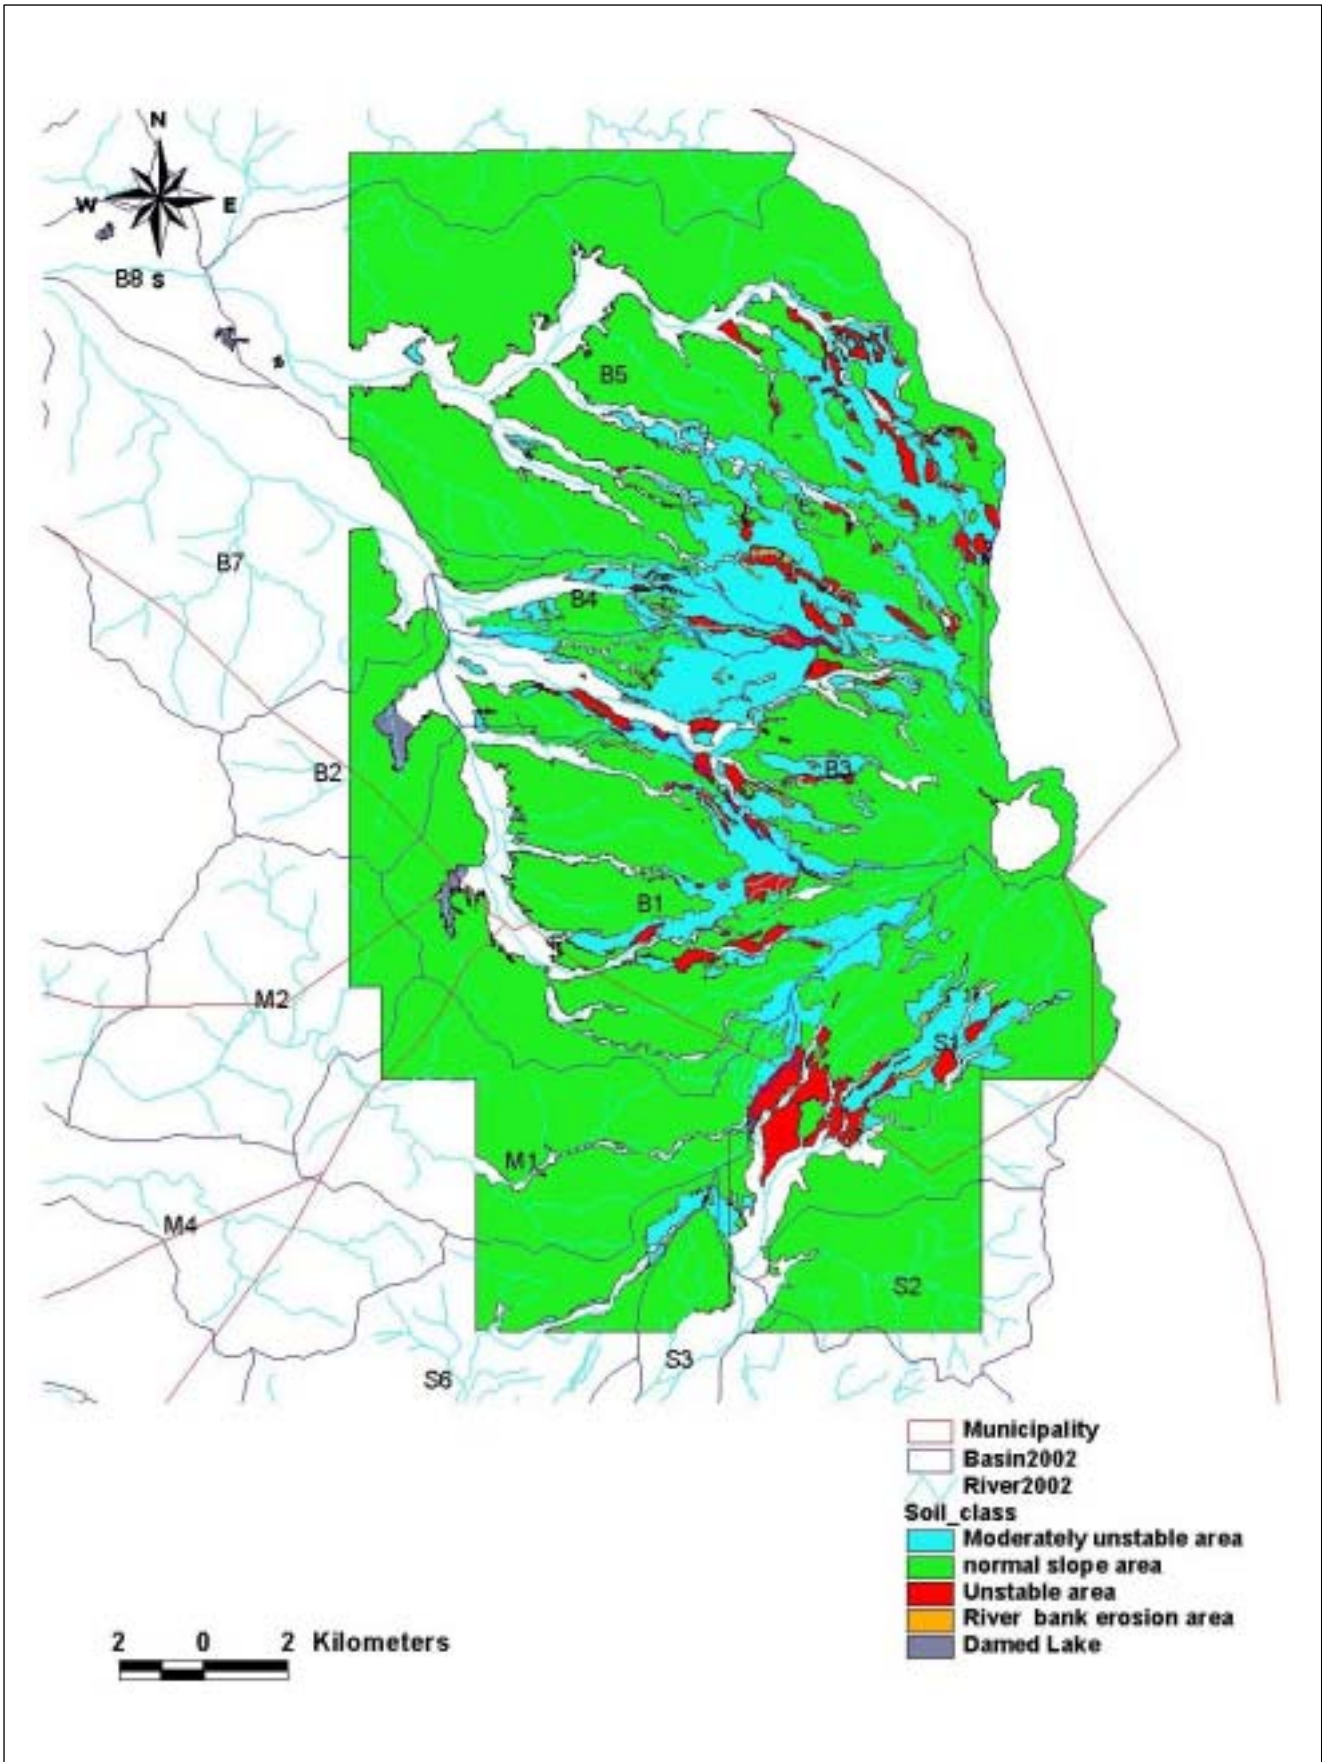 N
W E
B8 S
B5
B7
B4
B2
B3
B1
M2
S1
M1
M4
S2
S3
S6
Municipality
Basin2002
River2002
Soil_class
Moderately unstable area
normal slope area
Unstable area
River bank erosion area
Damed Lake
2 0 2 Kilometers